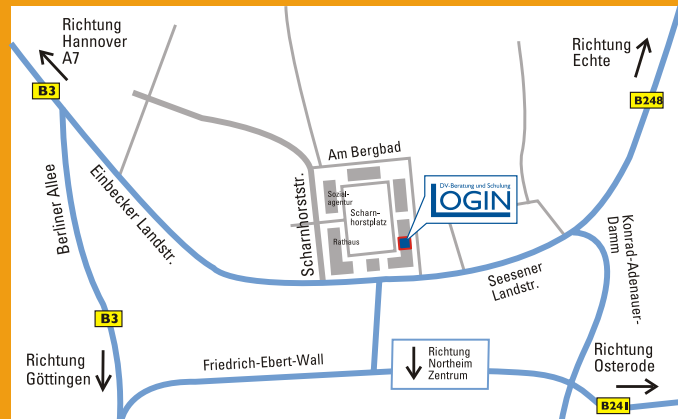 Richtung
Hannover
A7
B3
Richtung
Echte
B248
Am Bergbad
DV-Beratung und Schulung
LOGIN
Sozial-
agentur
Scharn-
horstplatz
Rathaus
Scharnhorststr.
Berliner Allee
Einbecker Landstr.
Seesener
Landstr.
Konrad-Adenauer-
Damm
B3
Richtung
Göttingen
Friedrich-Ebert-Wall
Richtung
Northeim
Zentrum
Richtung
Osterode
B241